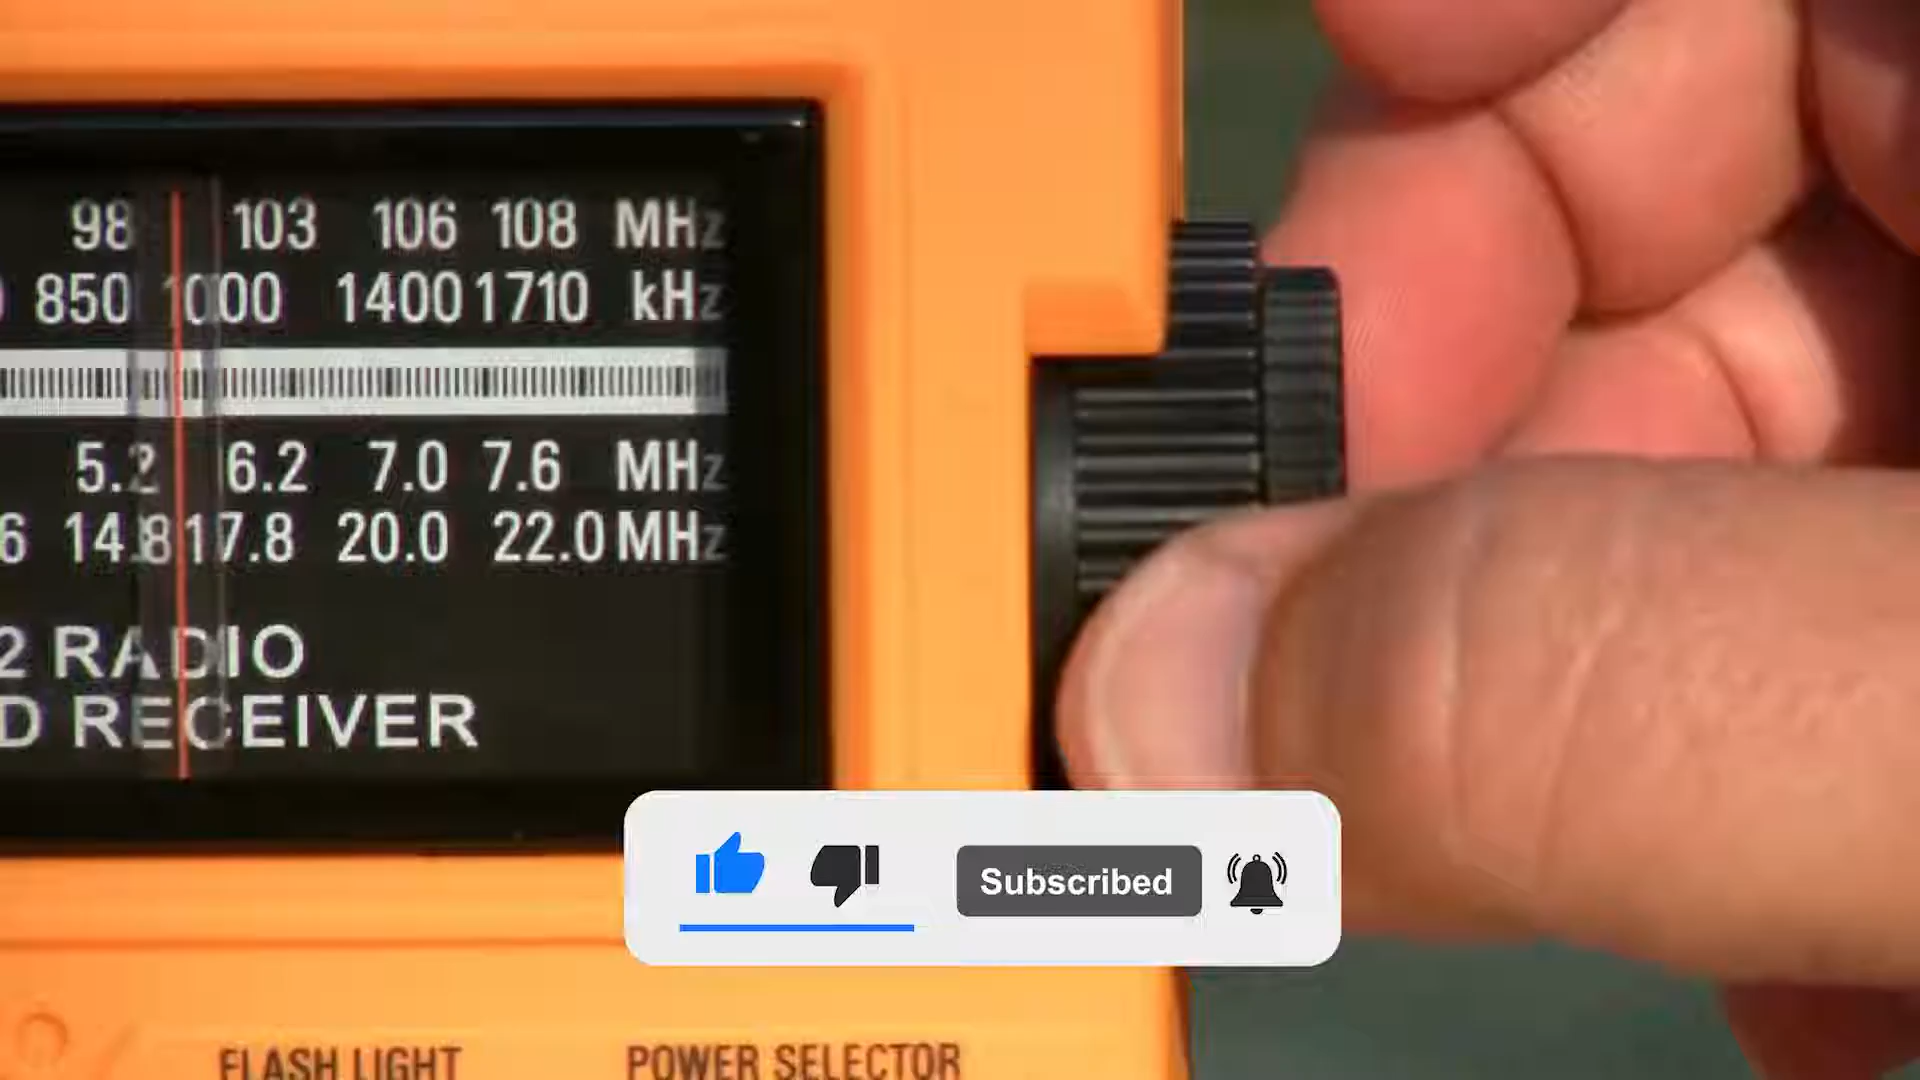 98 103 106 108 MHz
850 1000 1400 1710 kHz
5.2 6.2 7.0 7.6 MHz
6 14.8 17.8 20.0 22.0 MHz
2 RADIO
D RECEIVER
Subscribed
FLASH LIGHT POWER SELECTOR